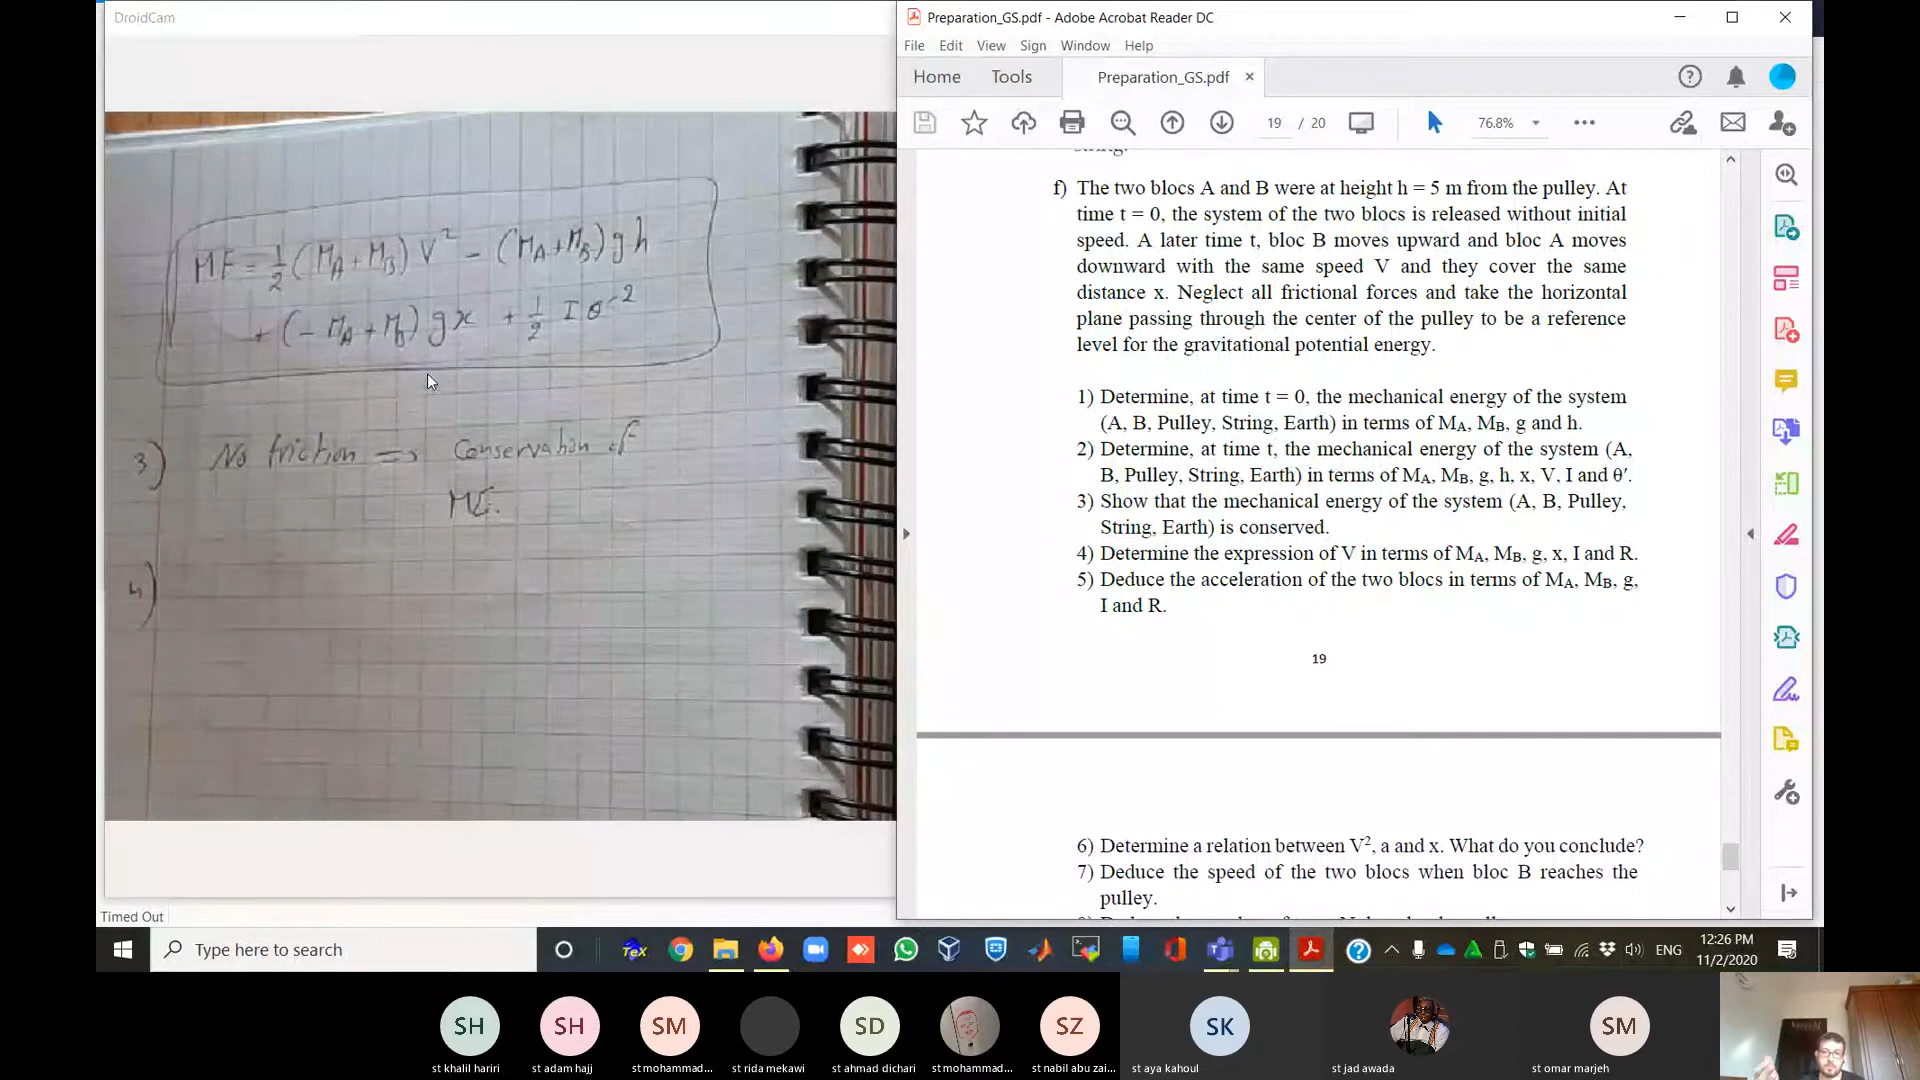 DroidCam
ME = 1/2 (MA + MB) V² - (MA + MB) g h
+ (- MA + MB) g x + 1/2 I θ'²
3) No friction => Conservation of
ME.
4)
Timed Out
Preparation_GS.pdf - Adobe Acrobat Reader DC
File Edit View Sign Window Help
Home Tools Preparation_GS.pdf ×
19 / 20 76.8%
string.
f) The two blocs A and B were at height h = 5 m from the pulley. At
time t = 0, the system of the two blocs is released without initial
speed. A later time t, bloc B moves upward and bloc A moves
downward with the same speed V and they cover the same
distance x. Neglect all frictional forces and take the horizontal
plane passing through the center of the pulley to be a reference
level for the gravitational potential energy.
1) Determine, at time t = 0, the mechanical energy of the system
(A, B, Pulley, String, Earth) in terms of MA, MB, g and h.
2) Determine, at time t, the mechanical energy of the system (A,
B, Pulley, String, Earth) in terms of MA, MB, g, h, x, V, I and θ′.
3) Show that the mechanical energy of the system (A, B, Pulley,
String, Earth) is conserved.
4) Determine the expression of V in terms of MA, MB, g, x, I and R.
5) Deduce the acceleration of the two blocs in terms of MA, MB, g,
I and R.
19
6) Determine a relation between V², a and x. What do you conclude?
7) Deduce the speed of the two blocs when bloc B reaches the
pulley.
Type here to search
TeX
ENG
12:26 PM
11/2/2020
SH SH SM SD SZ SK SM
st khalil hariri st adam hajj st mohammad... st rida mekawi st ahmad dichari st mohammad... st nabil abu zai... st aya kahoul st jad awada st omar marjeh